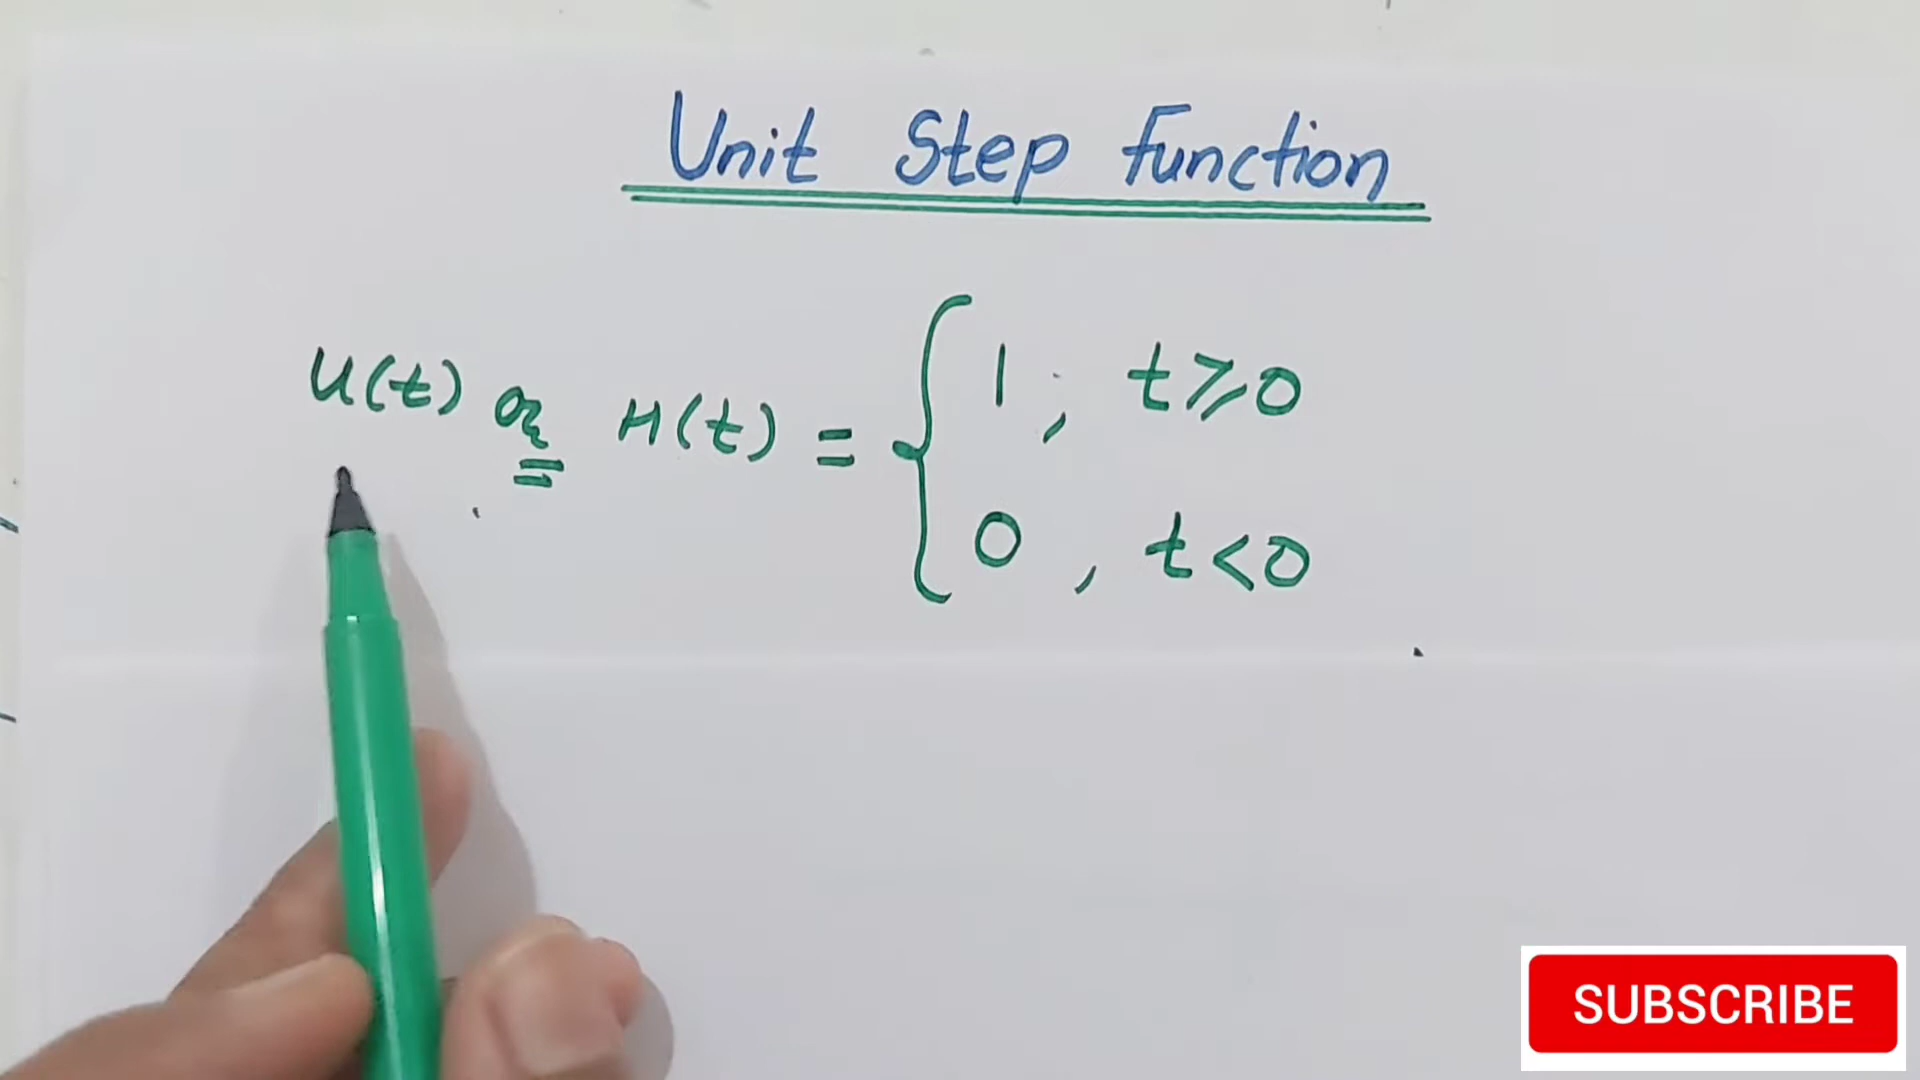 Unit Step function
u(t) or H(t) = { 1 ; t ⩾ 0
0 , t < 0
SUBSCRIBE